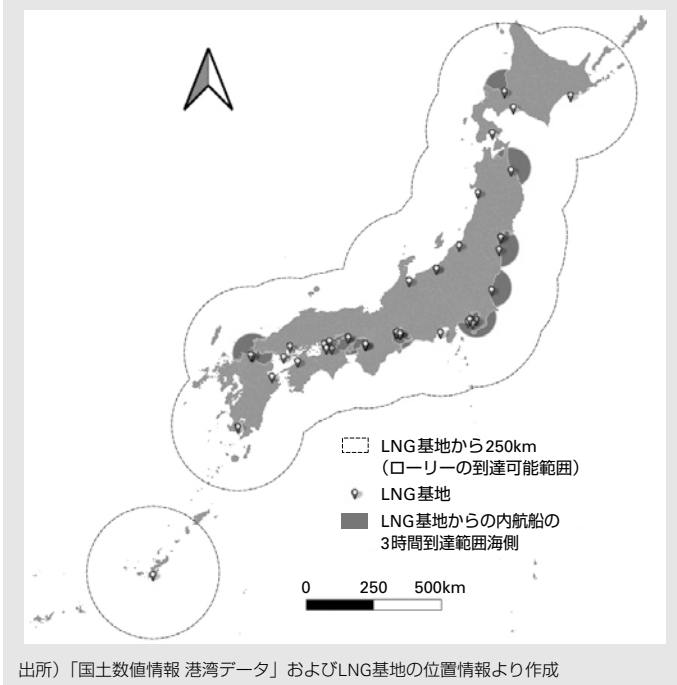 LNG基地から250km
（ローリーの到達可能範囲）
LNG基地
LNG基地からの内航船の
3時間到達範囲海側
0 250 500km
出所）「国土数値情報 港湾データ」およびLNG基地の位置情報より作成